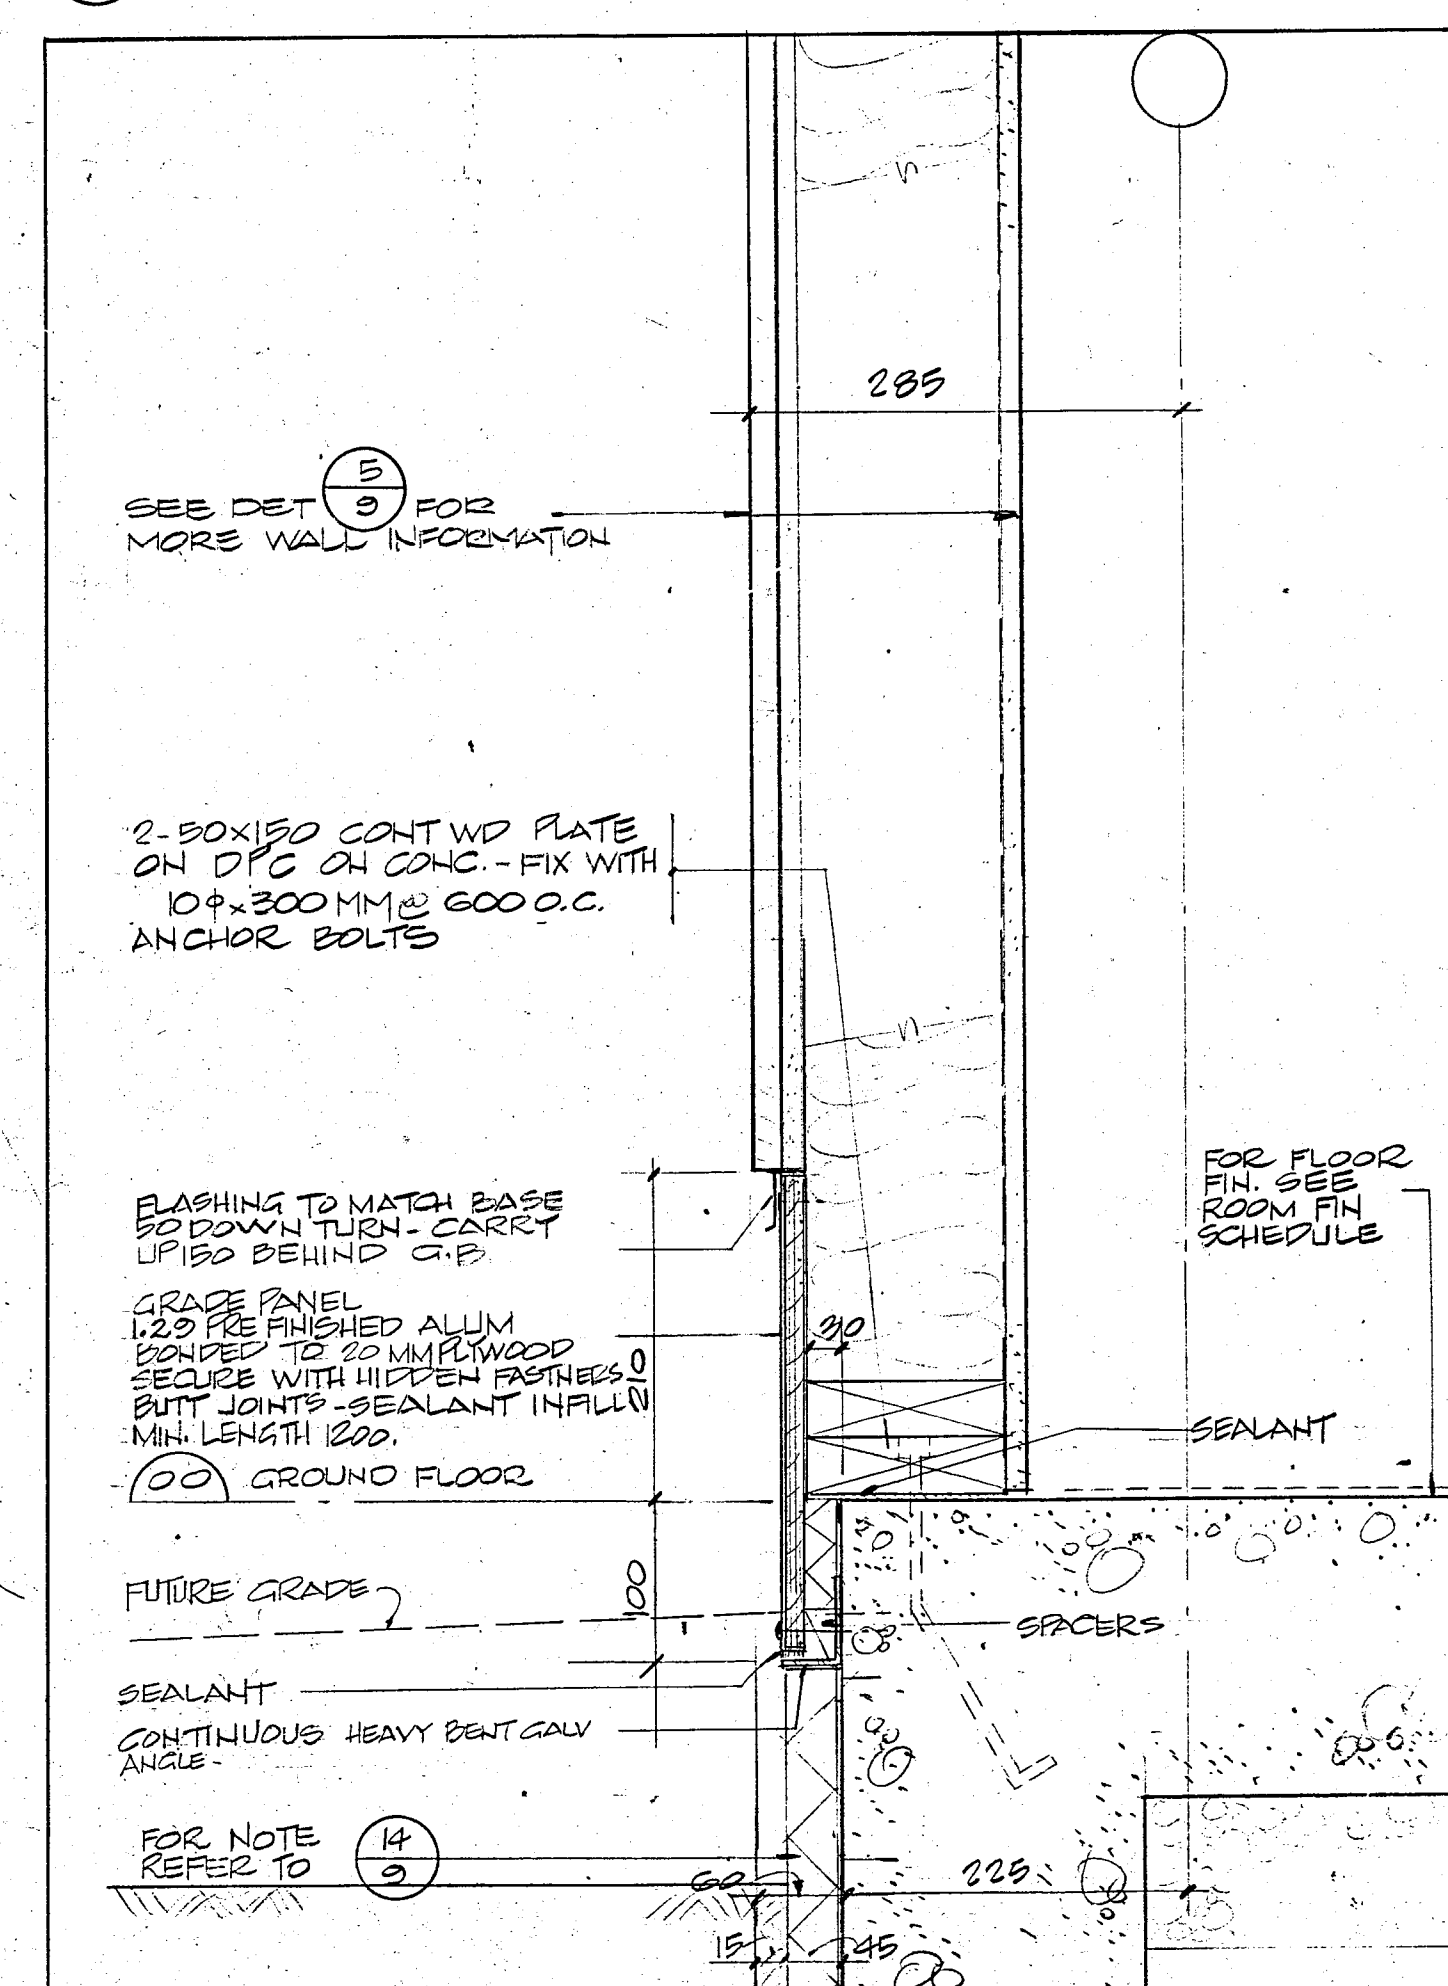 285
5
9
SEE DET FOR
MORE WALL INFORMATION
2-50X150 CONT WD PLATE
ON DPC ON CONC. - FIX WITH
10φx300MM@ 600 O.C.
ANCHOR BOLTS
FOR FLOOR
FIN. SEE
ROOM FIN
SCHEDULE
FLASHING TO MATCH BASE
50 DOWN TURN - CARRY
UP 150 BEHIND G.B
GRADE PANEL
1.29 PRE FINISHED ALUM
BONDED TO 20 MM PLYWOOD
SECURE WITH HIDDEN FASTNERS
BUTT JOINTS - SEALANT INFILL
MIN. LENGTH 1200.
210
30
SEALANT
00 GROUND FLOOR
FUTURE GRADE
100
SPACERS
SEALANT
CONTINUOUS HEAVY BENT GALV
ANGLE -
FOR NOTE
REFER TO
14
9
60
225
15
45